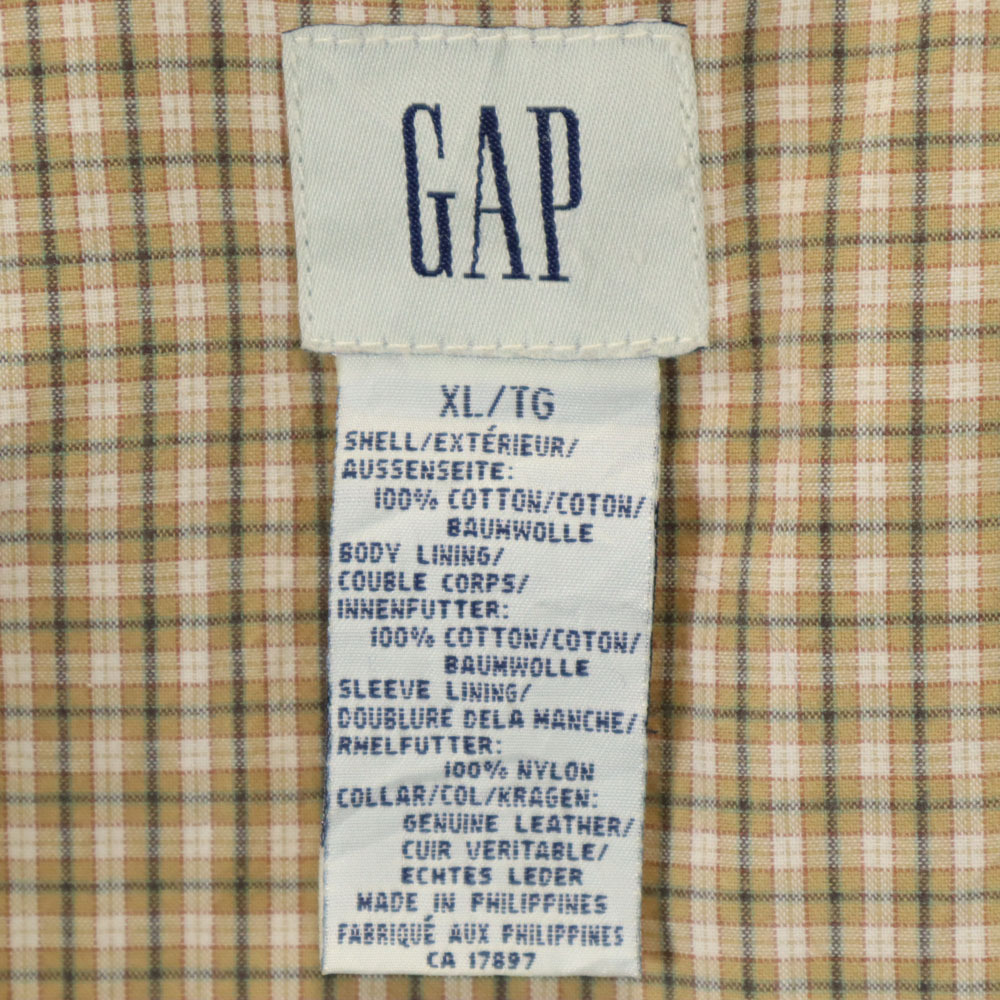 GAP
XL/TG
SHELL/EXTÉRIEUR/
AUSSENSEITE:
100% COTTON/COTON/
BAUMWOLLE
BODY LINING/
COUBLE CORPS/
INNENFUTTER:
100% COTTON/COTON/
BAUMWOLLE
SLEEVE LINING/
DOUBLURE DELA MANCHE/
RMELFUTTER:
100% NYLON
COLLAR/COL/KRAGEN:
GENUINE LEATHER/
CUIR VERITABLE/
ECHTES LEDER
MADE IN PHILIPPINES
FABRIQUÉ AUX PHILIPPINES
CA 17897